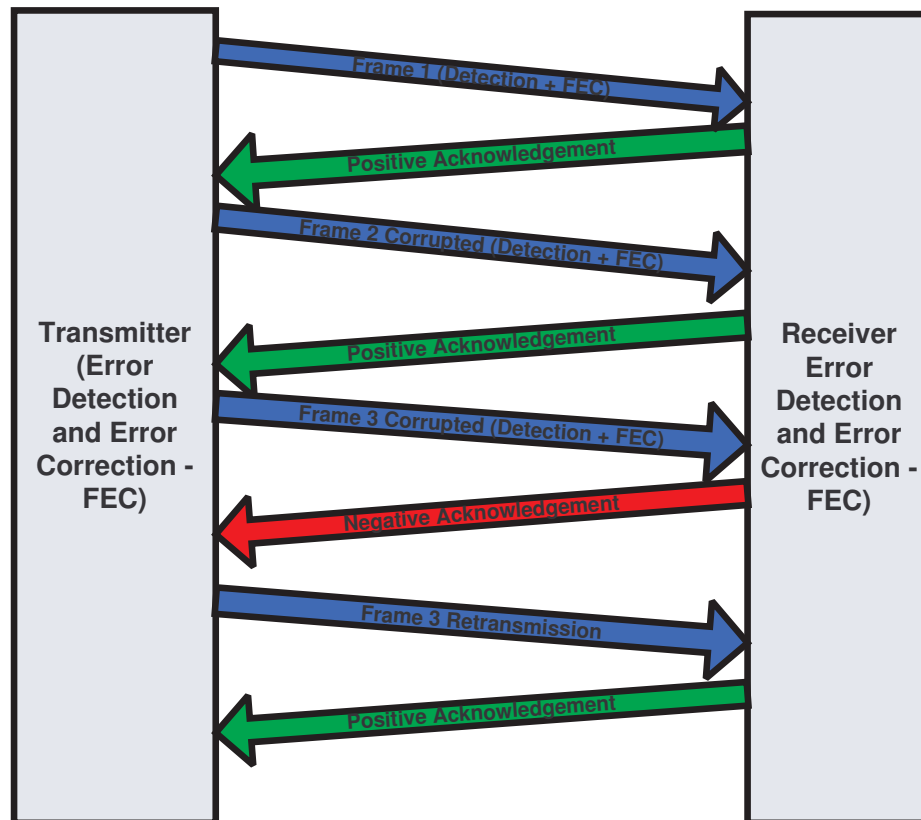 Frame 1 (Detection + FEC)
Positive Acknowledgement
Frame 2 Corrupted (Detection + FEC)
Positive Acknowledgement
Frame 3 Corrupted (Detection + FEC)
Negative Acknowledgement
Frame 3 Retransmission
Positive Acknowledgement
Transmitter
(Error
Detection
and Error
Correction -
FEC)
Receiver
Error
Detection
and Error
Correction -
FEC)